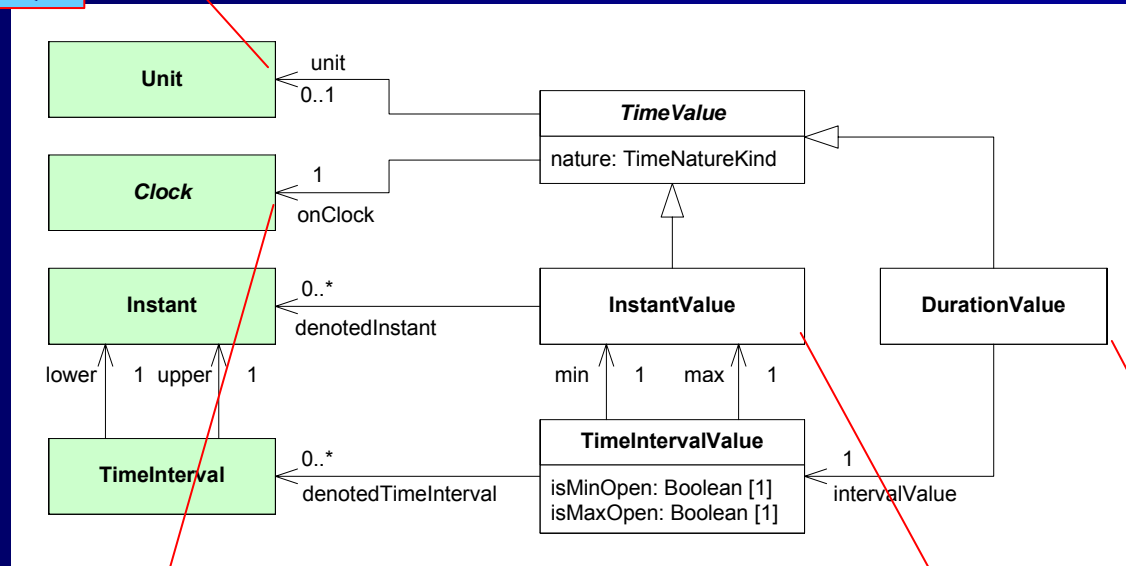 Unit
unit
0..1
TimeValue
nature: TimeNatureKind
Clock
1
onClock
Instant
0..*
denotedInstant
InstantValue
DurationValue
lower 1 upper 1
min 1 max 1
TimeInterval
0..*
denotedTimeInterval
TimeIntervalValue
isMinOpen: Boolean [1]
isMaxOpen: Boolean [1]
1
intervalValue